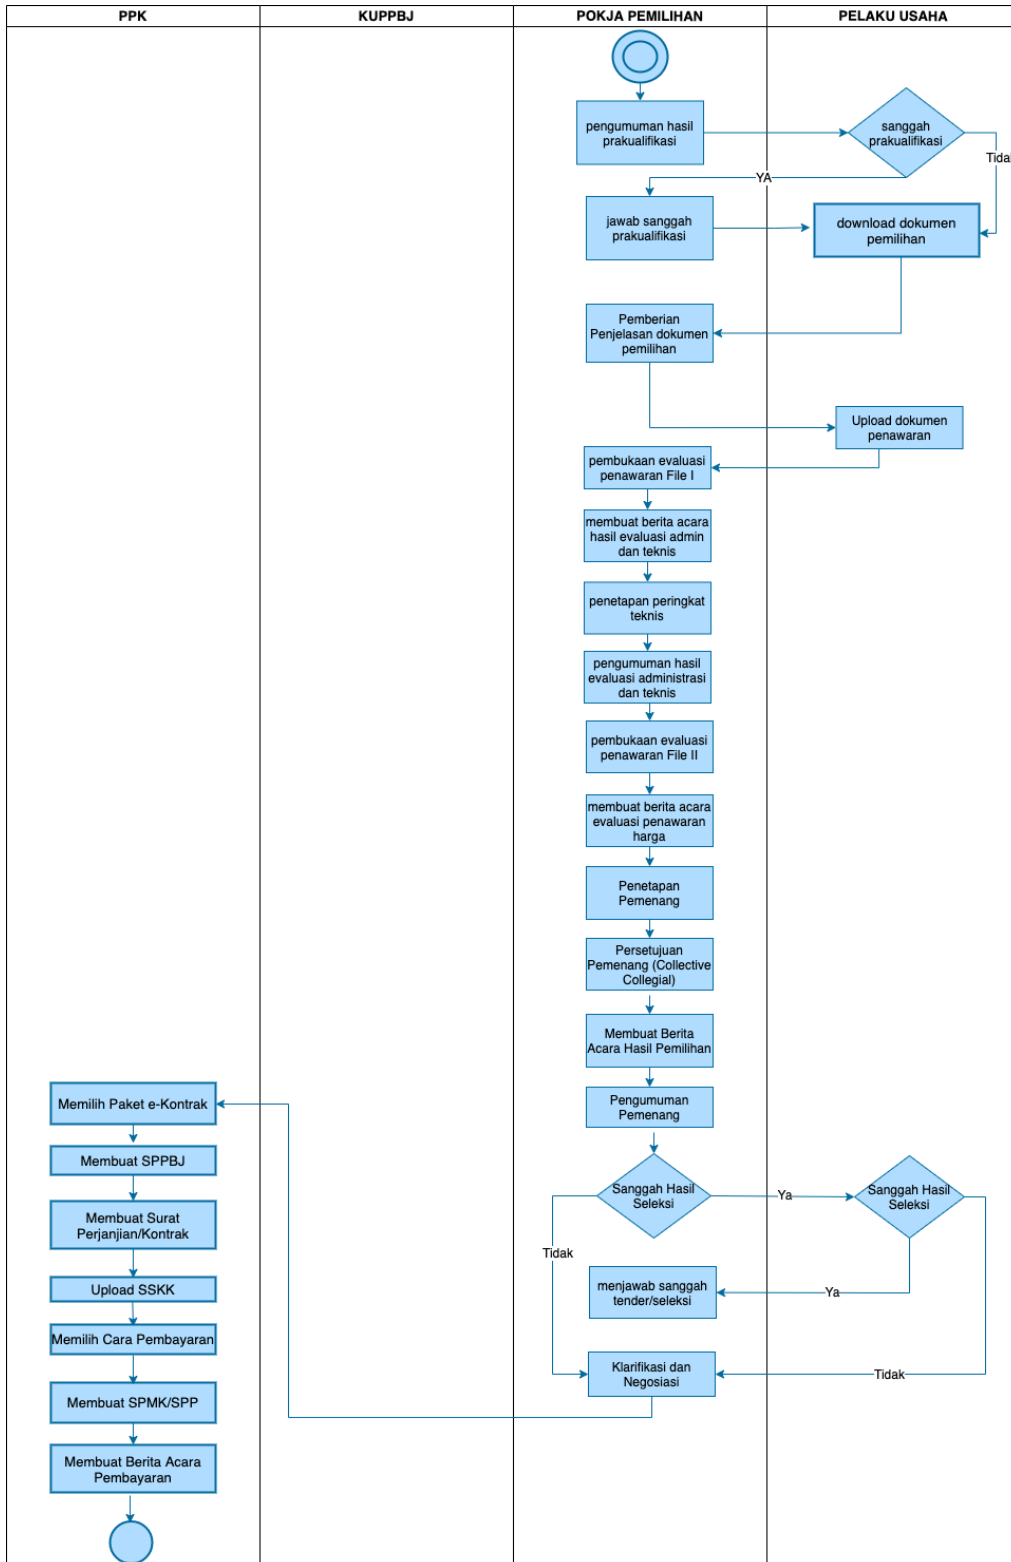 PPK
KUPPBJ
POKJA PEMILIHAN
PELAKU USAHA
pengumuman hasil
prakualifikasi
sanggah
prakualifikasi
Tidak
YA
jawab sanggah
prakualifikasi
download dokumen
pemilihan
Pemberian
Penjelasan dokumen
pemilihan
Upload dokumen
penawaran
pembukaan evaluasi
penawaran File I
membuat berita acara
hasil evaluasi admin
dan teknis
penetapan peringkat
teknis
pengumuman hasil
evaluasi administrasi
dan teknis
pembukaan evaluasi
penawaran File II
membuat berita acara
evaluasi penawaran
harga
Penetapan
Pemenang
Persetujuan
Pemenang (Collective
Collegial)
Membuat Berita
Acara Hasil Pemilihan
Pengumuman
Pemenang
Sanggah Hasil
Seleksi
Ya
Sanggah Hasil
Seleksi
Tidak
menjawab sanggah
tender/seleksi
Ya
Klarifikasi dan
Negosiasi
Tidak
Memilih Paket e-Kontrak
Membuat SPPBJ
Membuat Surat
Perjanjian/Kontrak
Upload SSKK
Memilih Cara Pembayaran
Membuat SPMK/SPP
Membuat Berita Acara
Pembayaran